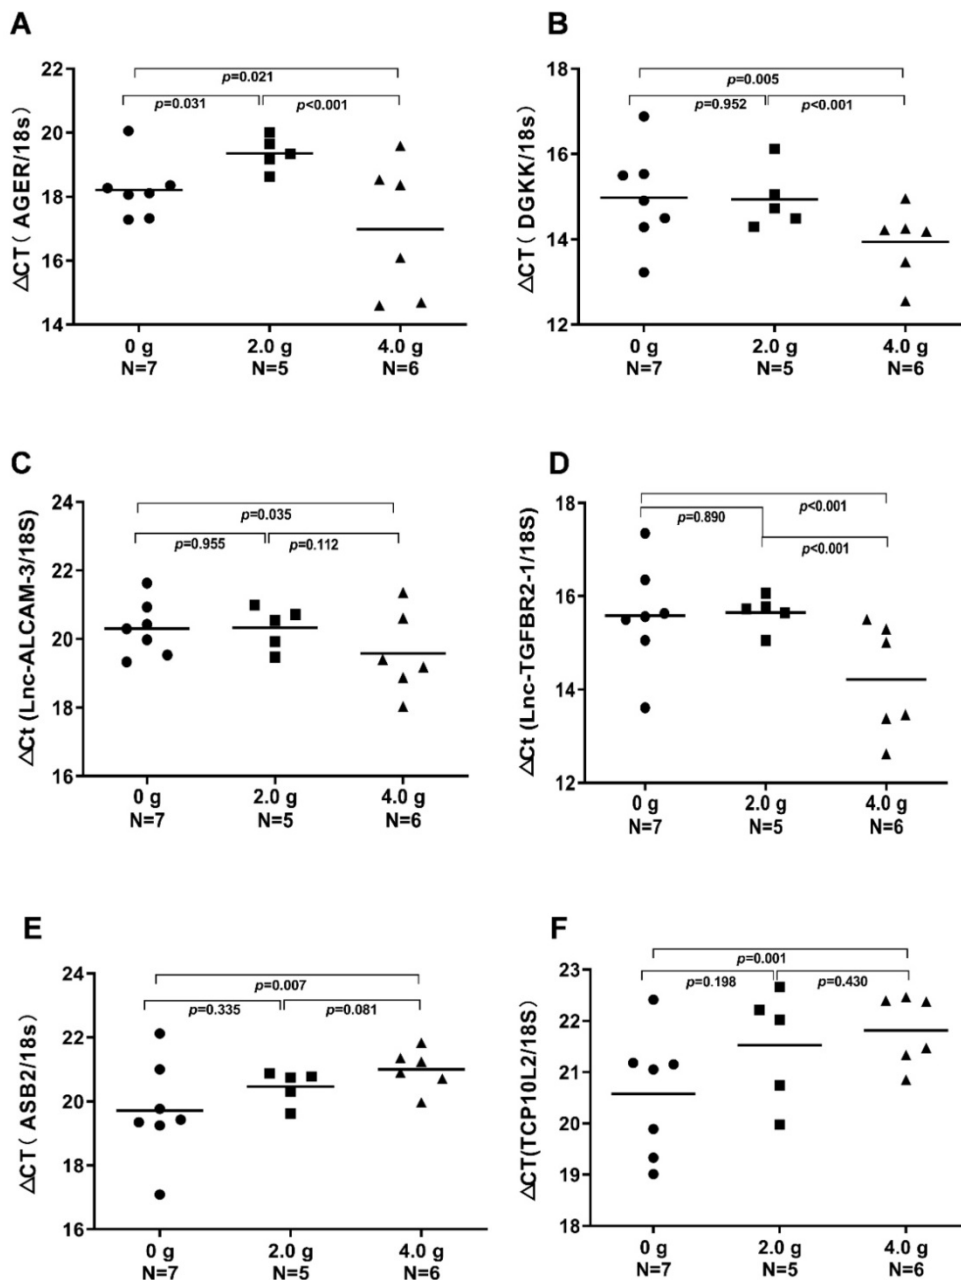 A
B
22
20
18
16
14
△CT( AGER/18s)
p=0.021
p=0.031
p<0.001
0 g
2.0 g
4.0 g
N=7
N=5
N=6
18
16
14
12
△CT( DGKK/18s)
p=0.005
p=0.952
p<0.001
0 g
2.0 g
4.0 g
N=7
N=5
N=6
C
D
24
22
20
18
16
△Ct (Lnc-ALCAM-3/18S)
p=0.035
p=0.955
p=0.112
0 g
2.0 g
4.0 g
N=7
N=5
N=6
18
16
14
12
△Ct (Lnc-TGFBR2-1/18S)
p<0.001
p=0.890
p<0.001
0 g
2.0 g
4.0 g
N=7
N=5
N=6
E
F
24
22
20
18
16
△CT( ASB2/18s)
p=0.007
p=0.335
p=0.081
0 g
2.0 g
4.0 g
N=7
N=5
N=6
23
22
21
20
19
18
△CT(TCP10L2/18S)
p=0.001
p=0.198
p=0.430
0 g
2.0 g
4.0 g
N=7
N=5
N=6